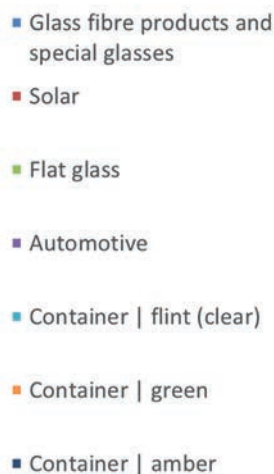 Glass fibre products and
special glasses
Solar
Flat glass
Automotive
Container | flint (clear)
Container | green
Container | amber